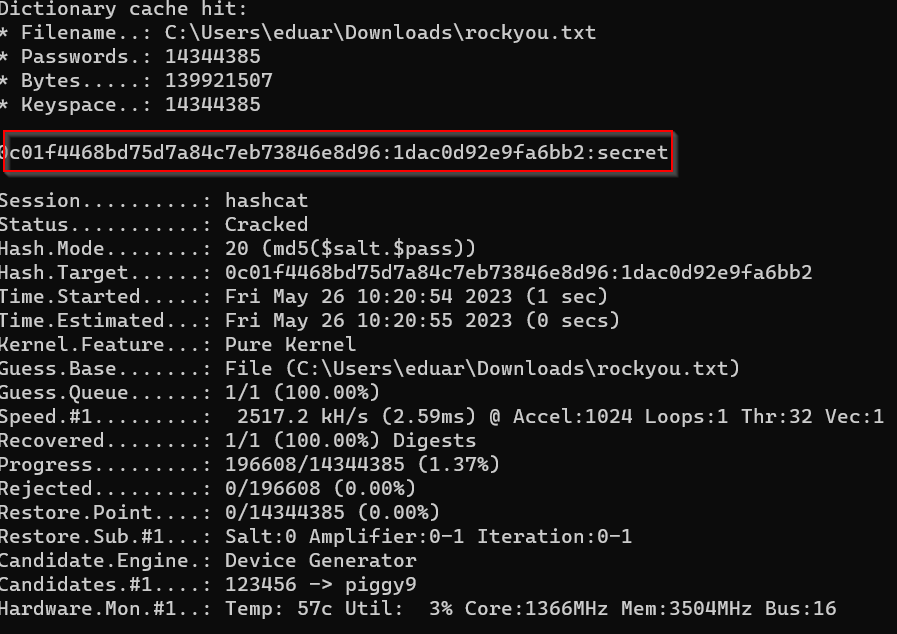 Dictionary cache hit:
* Filename..: C:\Users\eduar\Downloads\rockyou.txt
* Passwords.: 14344385
* Bytes.....: 139921507
* Keyspace..: 14344385
0c01f4468bd75d7a84c7eb73846e8d96:1dac0d92e9fa6bb2:secret
Session..........: hashcat
Status...........: Cracked
Hash.Mode........: 20 (md5($salt.$pass))
Hash.Target......: 0c01f4468bd75d7a84c7eb73846e8d96:1dac0d92e9fa6bb2
Time.Started.....: Fri May 26 10:20:54 2023 (1 sec)
Time.Estimated...: Fri May 26 10:20:55 2023 (0 secs)
Kernel.Feature...: Pure Kernel
Guess.Base.......: File (C:\Users\eduar\Downloads\rockyou.txt)
Guess.Queue......: 1/1 (100.00%)
Speed.#1.........:  2517.2 kH/s (2.59ms) @ Accel:1024 Loops:1 Thr:32 Vec:1
Recovered........: 1/1 (100.00%) Digests
Progress.........: 196608/14344385 (1.37%)
Rejected.........: 0/196608 (0.00%)
Restore.Point....: 0/14344385 (0.00%)
Restore.Sub.#1...: Salt:0 Amplifier:0-1 Iteration:0-1
Candidate.Engine.: Device Generator
Candidates.#1....: 123456 -> piggy9
Hardware.Mon.#1..: Temp: 57c Util:  3% Core:1366MHz Mem:3504MHz Bus:16